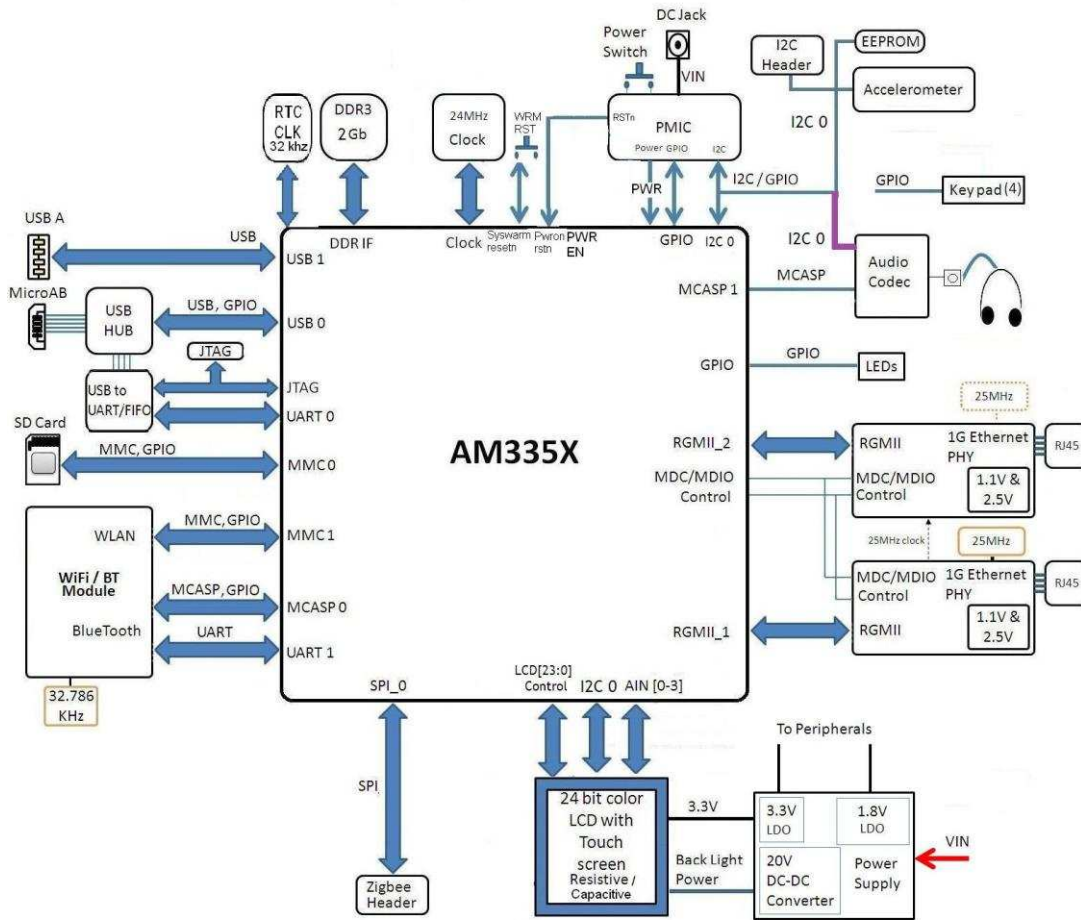 DC Jack
Power
Switch
VIN
I2C
Header
EEPROM
Accelerometer
I2C 0
RTC
CLK
32 khz
DDR3
2 Gb
24MHz
Clock
WRM
RST
RSTn
PMIC
Power GPIO
I2C
PWR
I2C / GPIO
GPIO
Key pad (4)
USB A
USB
USB 1
DDR IF
Clock
Syswarm
resetn
Pwron
rstn
PWR
EN
GPIO
I2C 0
I2C 0
MCASP
MCASP 1
Audio
Codec
MicroAB
USB
HUB
USB, GPIO
USB 0
JTAG
USB to
UART/FIFO
JTAG
UART 0
GPIO
GPIO
LEDs
SD Card
MMC, GPIO
MMC 0
AM335X
25MHz
RGMII_2
RGMII
1G Ethernet
PHY
RJ45
MDC/MDIO
Control
MDC/MDIO
Control
1.1V &
2.5V
WLAN
MMC, GPIO
MMC 1
25MHz clock
25MHz
WiFi / BT
Module
MCASP, GPIO
MCASP 0
MDC/MDIO
Control
1G Ethernet
PHY
RJ45
BlueTooth
UART
UART 1
RGMII_1
RGMII
1.1V &
2.5V
32.786
KHz
SPI_0
LCD[23:0]
Control
I2C 0
AIN [0-3]
To Peripherals
SPI
24 bit color
LCD with
Touch
screen
Resistive /
Capacitive
3.3V
3.3V
LDO
1.8V
LDO
VIN
Back Light
Power
20V
DC-DC
Converter
Power
Supply
Zigbee
Header